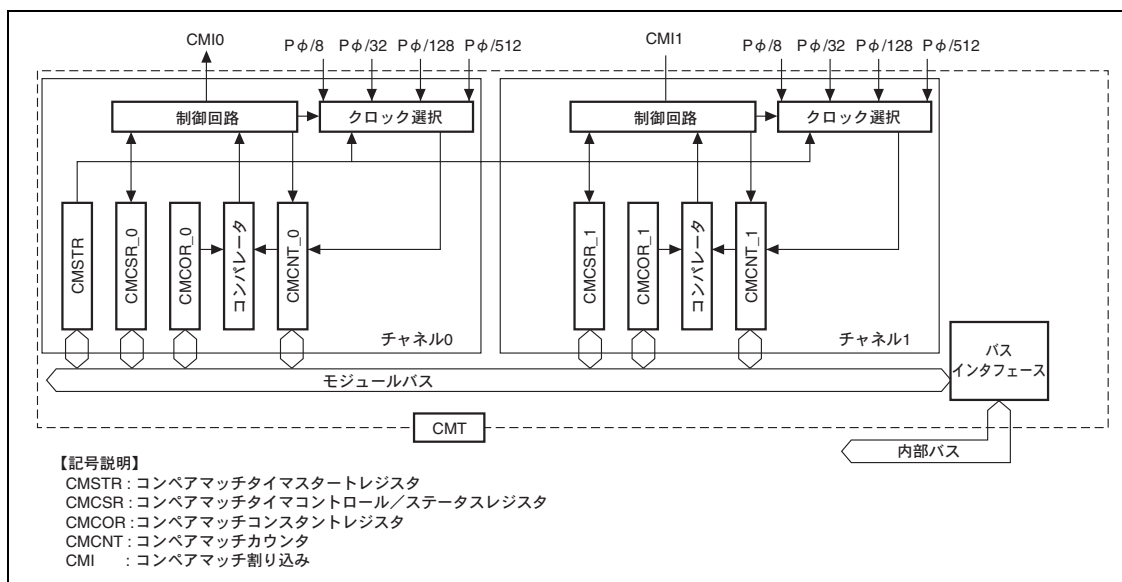 CMI0 Pφ/8 Pφ/32 Pφ/128 Pφ/512 CMI1 Pφ/8 Pφ/32 Pφ/128 Pφ/512
制御回路 クロック選択 制御回路 クロック選択
CMSTR
CMCSR_0
CMCOR_0
コンパレータ
CMCNT_0
CMCSR_1
CMCOR_1
コンパレータ
CMCNT_1
チャネル0
チャネル1
バス
インタフェース
モジュールバス
CMT
内部バス
【記号説明】
CMSTR : コンペアマッチタイマスタートレジスタ
CMCSR : コンペアマッチタイマコントロール／ステータスレジスタ
CMCOR : コンペアマッチコンスタントレジスタ
CMCNT : コンペアマッチカウンタ
CMI : コンペアマッチ割り込み